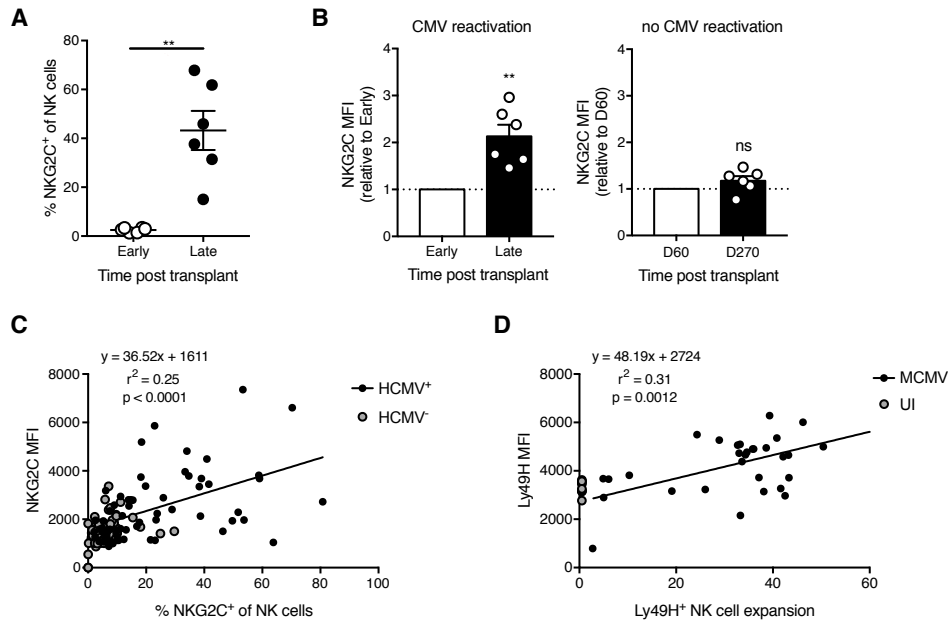 A
80
60
40
20
0
% NKG2C+ of NK cells
**
Early
Late
Time post transplant
B
CMV reactivation
4
3
2
1
0
NKG2C MFI
(relative to Early)
**
Early
Late
Time post transplant
no CMV reactivation
4
3
2
1
0
NKG2C MFI
(relative to D60)
ns
D60
D270
Time post transplant
C
y = 36.52x + 1611
r2 = 0.25
p < 0.0001
HCMV+
HCMV-
8000
6000
4000
2000
0
NKG2C MFI
0
20
40
60
80
100
% NKG2C+ of NK cells
D
y = 48.19x + 2724
r2 = 0.31
p = 0.0012
MCMV
UI
8000
6000
4000
2000
0
Ly49H MFI
0
20
40
60
Ly49H+ NK cell expansion